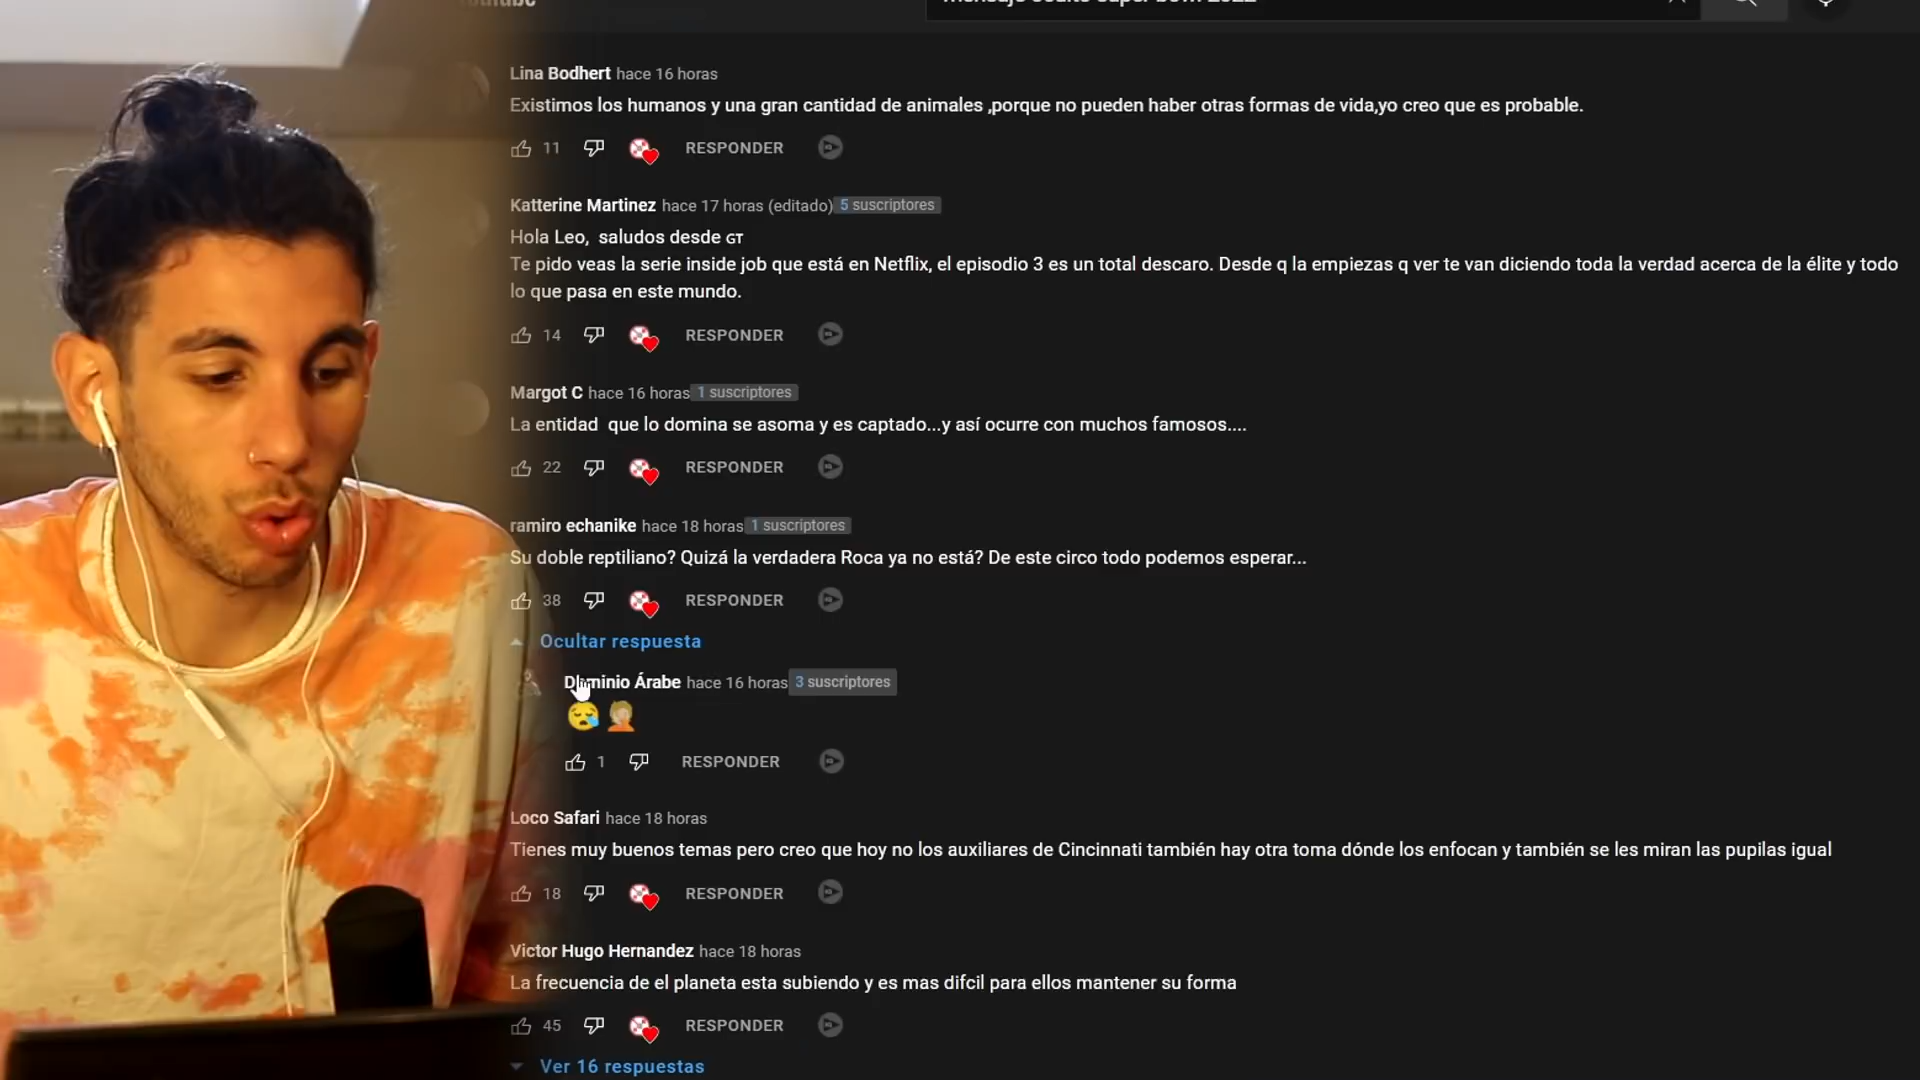 Lina Bodhert hace 16 horas
Existimos los humanos y una gran cantidad de animales ,porque no pueden haber otras formas de vida,yo creo que es probable.
11 RESPONDER
Katterine Martinez hace 17 horas (editado) 5 suscriptores
Hola Leo, saludos desde GT
Te pido veas la serie inside job que está en Netflix, el episodio 3 es un total descaro. Desde q la empiezas q ver te van diciendo toda la verdad acerca de la élite y todo
lo que pasa en este mundo.
14 RESPONDER
Margot C hace 16 horas 1 suscriptores
La entidad que lo domina se asoma y es captado...y así ocurre con muchos famosos....
22 RESPONDER
ramiro echanike hace 18 horas 1 suscriptores
Su doble reptiliano? Quizá la verdadera Roca ya no está? De este circo todo podemos esperar...
38 RESPONDER
Ocultar respuesta
Árabe hace 16 horas 3 suscriptores
1 RESPONDER
Loco Safari hace 18 horas
Tienes muy buenos temas pero creo que hoy no los auxiliares de Cincinnati también hay otra toma dónde los enfocan y también se les miran las pupilas igual
18 RESPONDER
Victor Hugo Hernandez hace 18 horas
La frecuencia de el planeta esta subiendo y es mas difcil para ellos mantener su forma
45 RESPONDER
Ver 16 respuestas